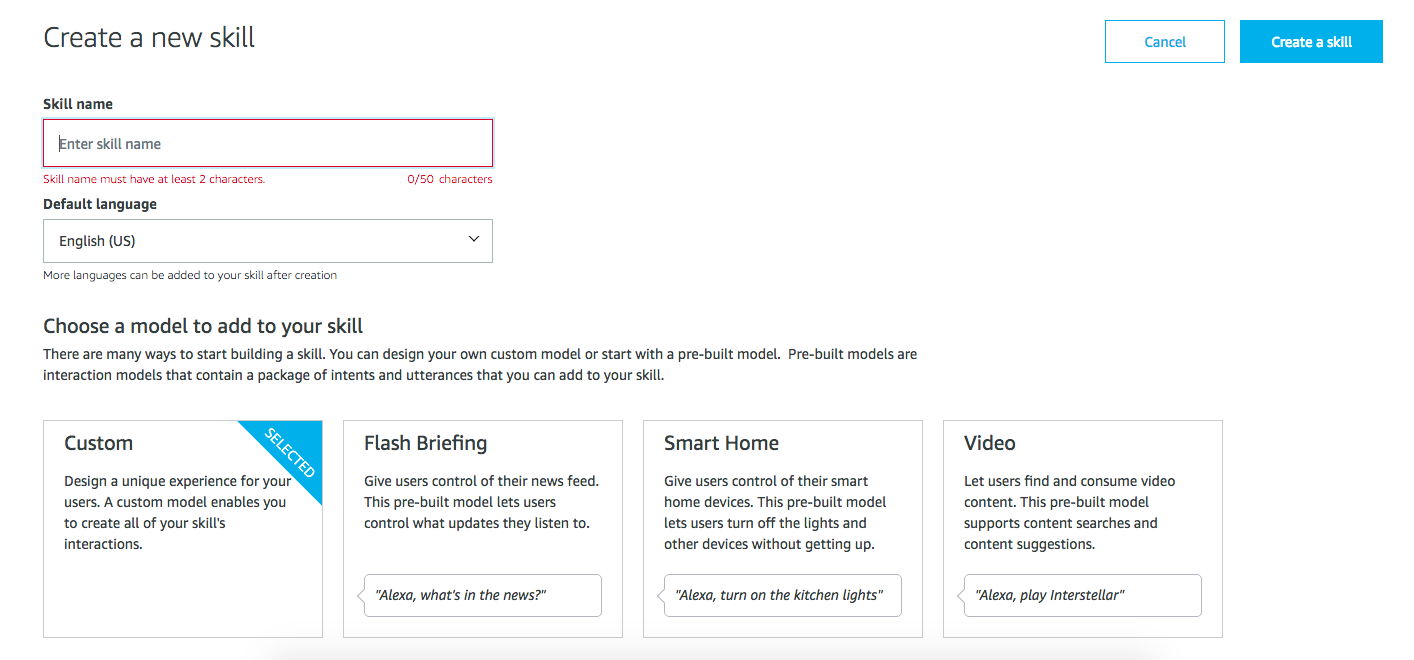 Create a new skill
Cancel
Create a skill
Skill name
Enter skill name
Skill name must have at least 2 characters.
0/50 characters
Default language
English (US)
More languages can be added to your skill after creation
Choose a model to add to your skill
There are many ways to start building a skill. You can design your own custom model or start with a pre-built model.  Pre-built models are
interaction models that contain a package of intents and utterances that you can add to your skill.
Custom
SELECTED
Design a unique experience for your
users. A custom model enables you
to create all of your skill's
interactions.
Flash Briefing
Give users control of their news feed.
This pre-built model lets users
control what updates they listen to.
"Alexa, what's in the news?"
Smart Home
Give users control of their smart
home devices. This pre-built model
lets users turn off the lights and
other devices without getting up.
"Alexa, turn on the kitchen lights"
Video
Let users find and consume video
content. This pre-built model
supports content searches and
content suggestions.
"Alexa, play Interstellar"